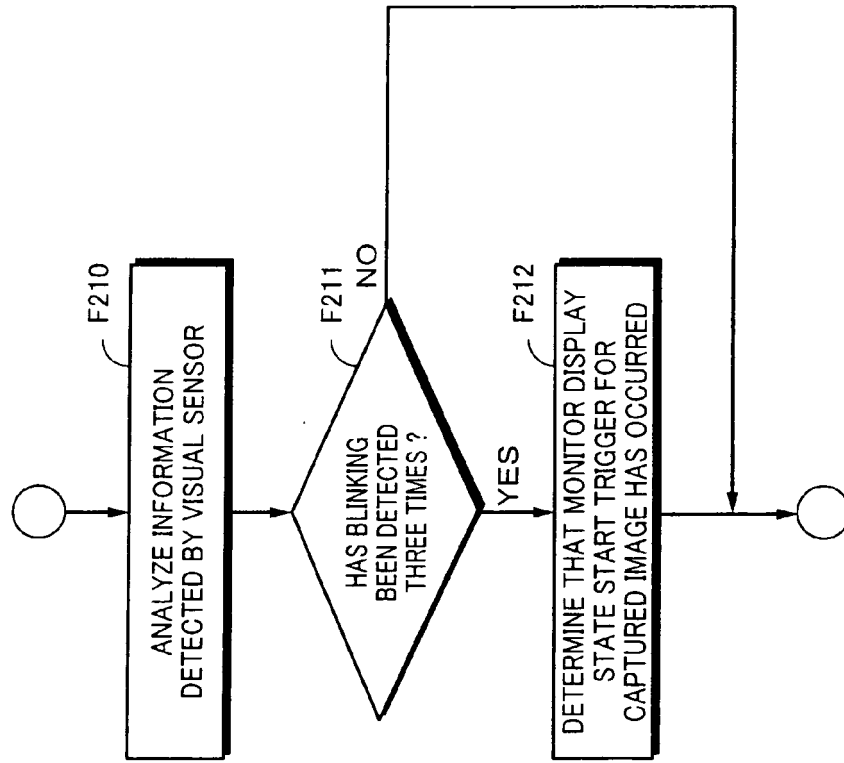 F210
ANALYZE INFORMATION
DETECTED BY VISUAL SENSOR
F211
HAS BLINKING
BEEN DETECTED
THREE TIMES ?
NO
YES
F212
DETERMINE THAT MONITOR DISPLAY
STATE START TRIGGER FOR
CAPTURED IMAGE HAS OCCURRED